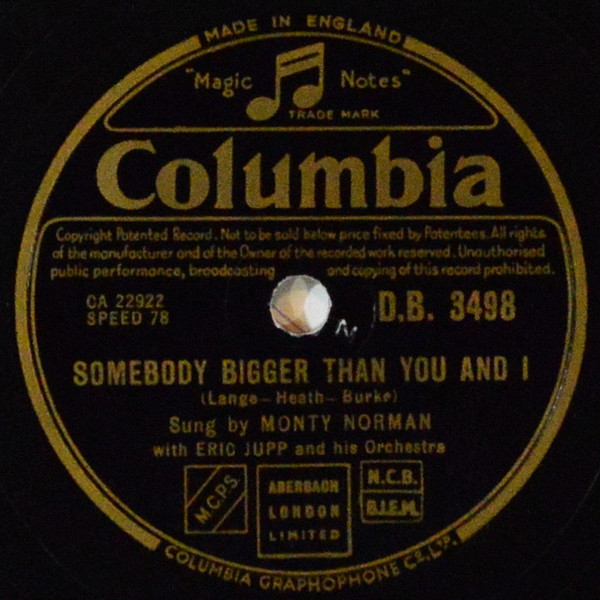 MADE IN ENGLAND
"Magic Notes"
TRADE MARK
Columbia
Copyright Patented Record. Not to be sold below price fixed by Patentees. All rights
of the manufacturer and of the Owner of the recorded work reserved. Unauthorised
public performance, broadcasting and copying of this record prohibited.
CA 22922
SPEED 78
D.B. 3498
SOMEBODY BIGGER THAN YOU AND I
(Lange - Heath - Burke)
Sung by MONTY NORMAN
with ERIC JUPP and his Orchestra
M.C.P.S.
ABERBACH
LONDON
LIMITED
N.C.B.
B.I.E.M.
COLUMBIA GRAPHOPHONE CO. LTD.